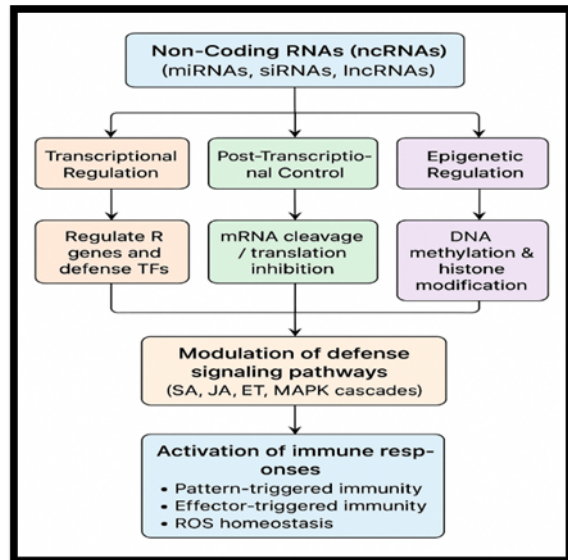 Non-Coding RNAs (ncRNAs)
(miRNAs, siRNAs, lncRNAs)
Transcriptional
Regulation
Post-Transcriptio-
nal Control
Epigenetic
Regulation
Regulate R
genes and
defense TFs
mRNA cleavage
/ translation
inhibition
DNA
methylation &
histone
modification
Modulation of defense
signaling pathways
(SA, JA, ET, MAPK cascades)
Activation of immune resp-
onses
• Pattern-triggered immunity
• Effector-triggered immunity
• ROS homeostasis